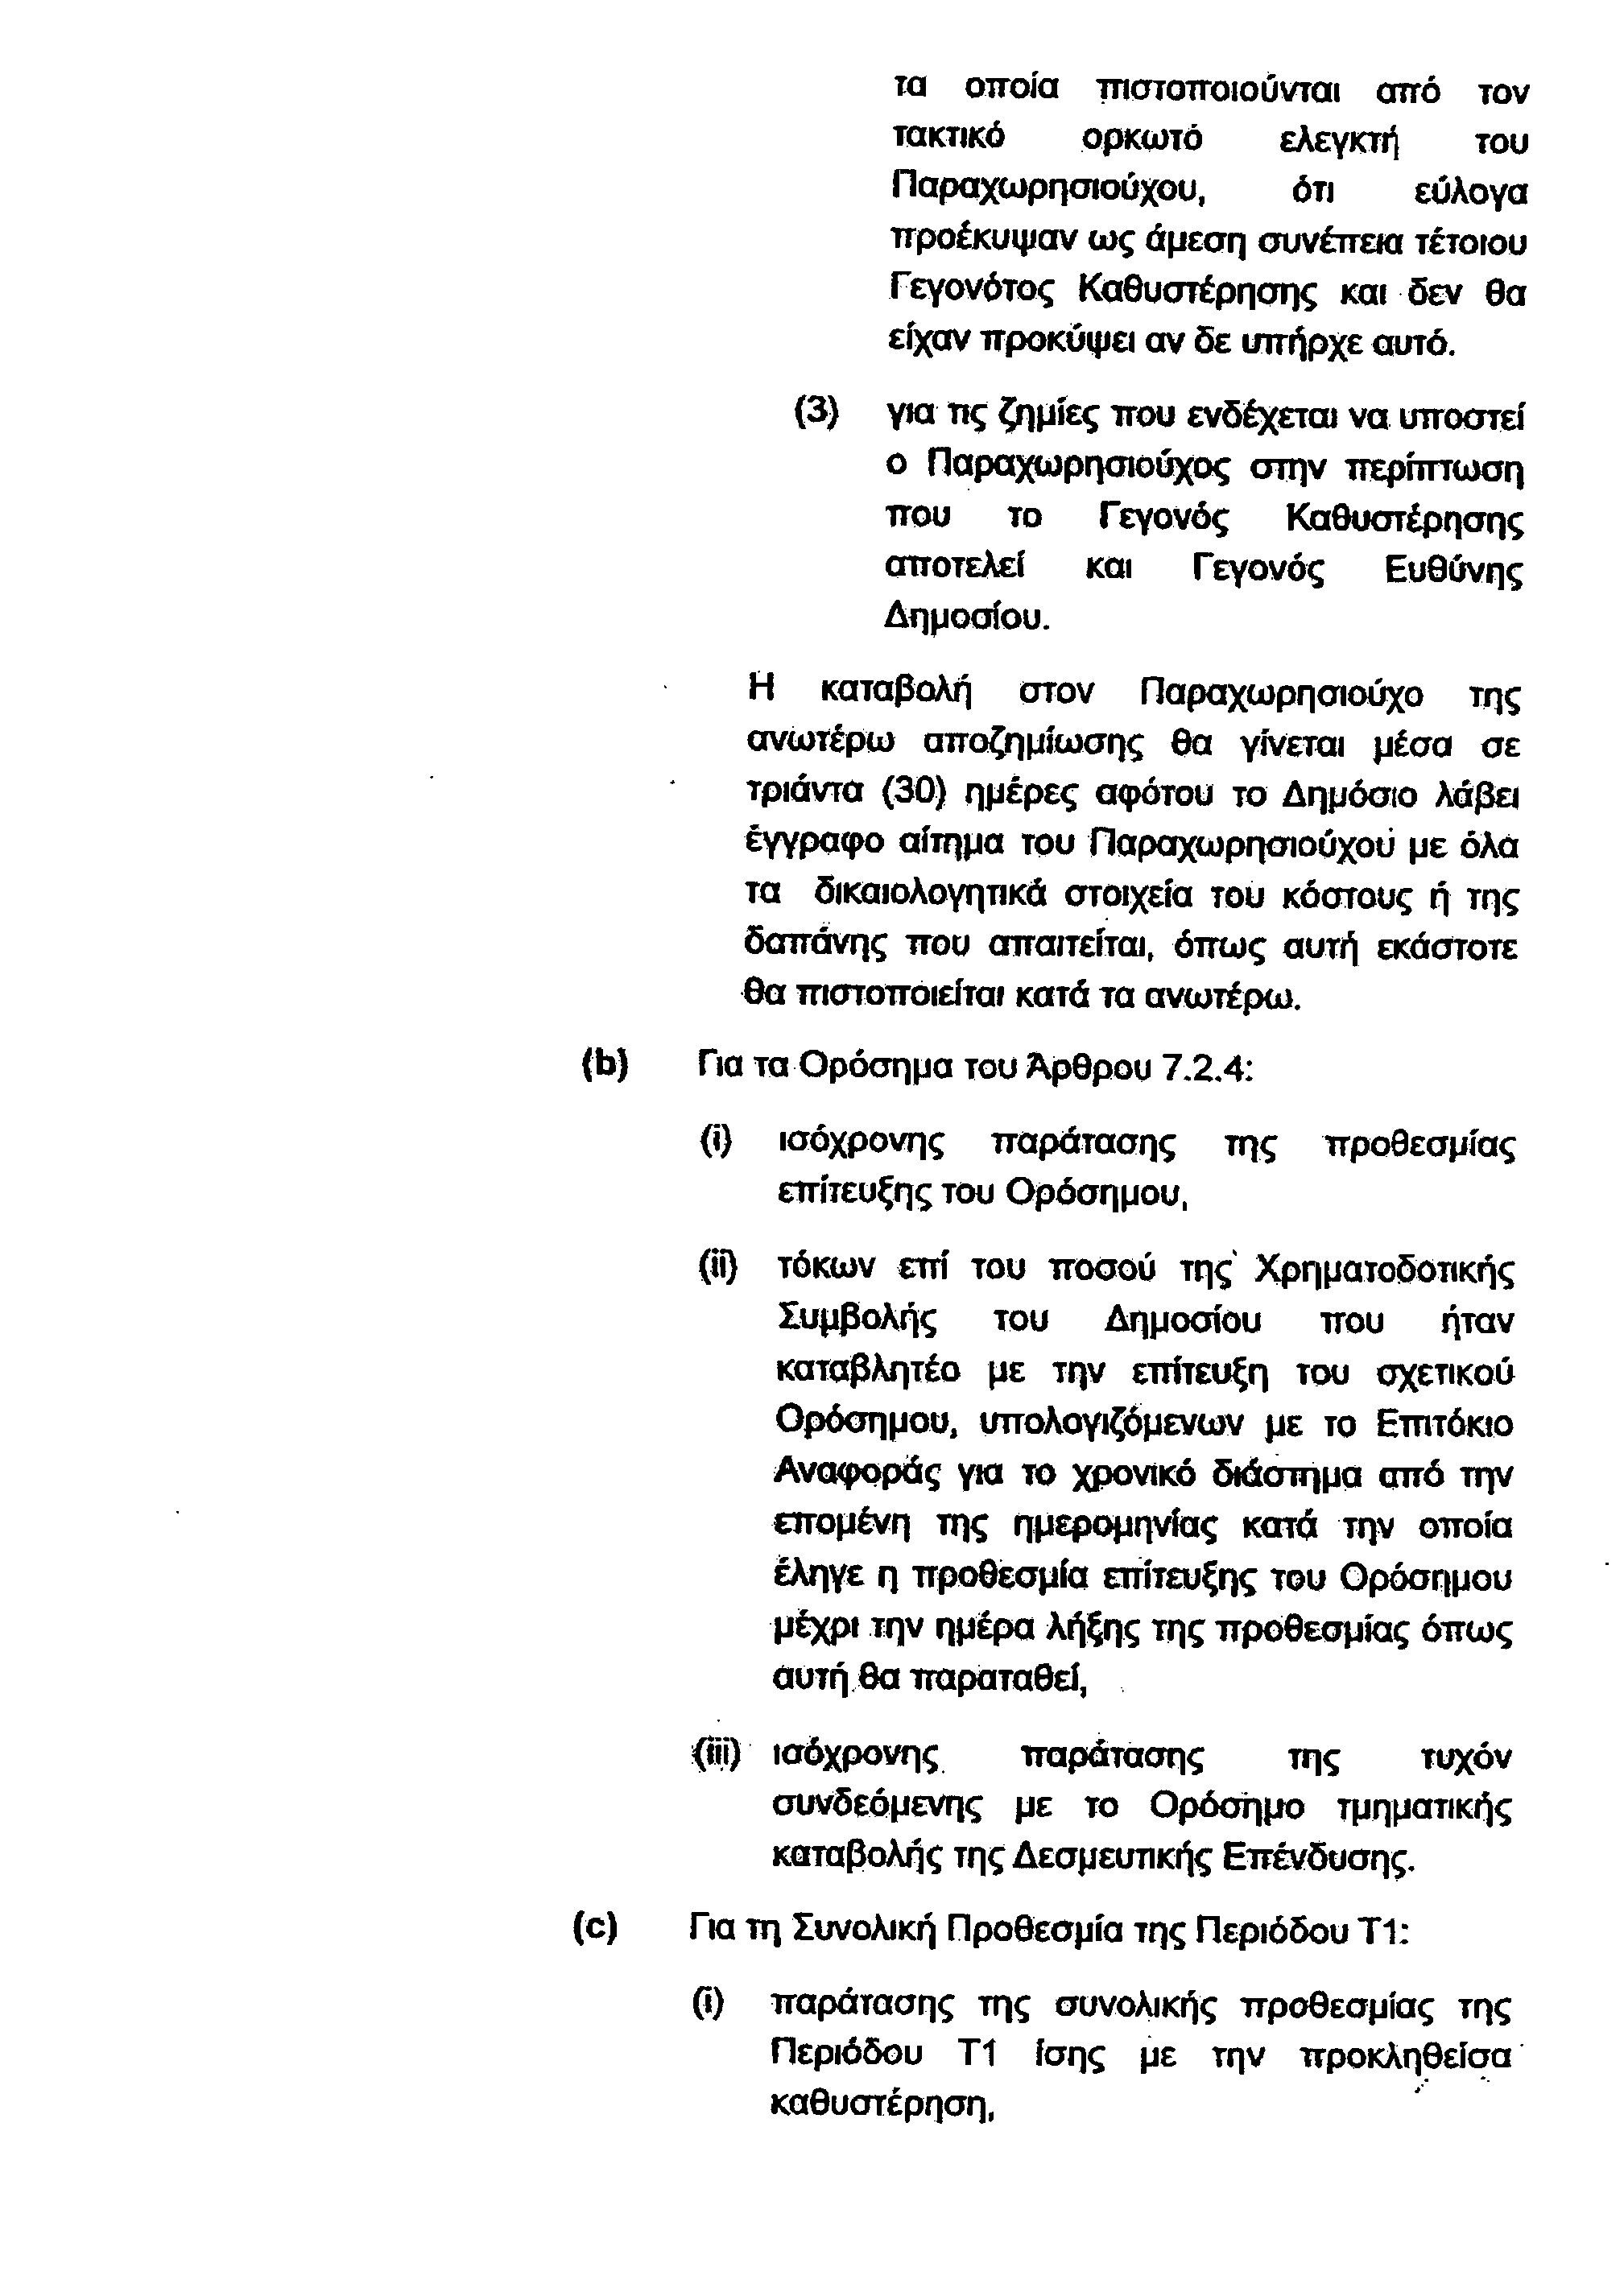 τα οποία πιστοποιούνται από τον
τακτικό ορκωτό ελεγκτή του
Παραχωρησιούχου, ότι εύλογα
προέκυψαν ως άμεση συνέπεια τέτοιου
Γεγονότος Καθυστέρησης και δεν θα
είχαν προκύψει αν δε υπήρχε αυτό.
(3) για τις ζημίες που ενδέχεται να υποστεί
ο Παραχωρησιούχος στην περίπτωση
που το Γεγονός Καθυστέρησης
αποτελεί και Γεγονός Ευθύνης
Δημοσίου.
Η καταβολή στον Παραχωρησιούχο της
ανωτέρω αποζημίωσης θα γίνεται μέσα σε
τριάντα (30) ημέρες αφότου το Δημόσιο λάβει
έγγραφο αίτημα του Παραχωρησιούχου με όλα
τα δικαιολογητικά στοιχεία του κόστους ή της
δαπάνης που απαιτείται, όπως αυτή εκάστοτε
θα πιστοποιείται κατά τα ανωτέρω.
(b) Για τα Ορόσημα του Άρθρου 7.2.4:
(i) ισόχρονης παράτασης της προθεσμίας
επίτευξης του Ορόσημου,
(ii) τόκων επί του ποσού της Χρηματοδοτικής
Συμβολής του Δημοσίου που ήταν
καταβλητέο με την επίτευξη του σχετικού
Ορόσημου, υπολογιζόμενων με το Επιτόκιο
Αναφοράς για το χρονικό διάστημα από την
επομένη της ημερομηνίας κατά την οποία
έληγε η προθεσμία επίτευξης του Ορόσημου
μέχρι την ημέρα λήξης της προθεσμίας όπως
αυτή θα παραταθεί,
(iii) ισόχρονης παράτασης της τυχόν
συνδεόμενης με το Ορόσημο τμηματικής
καταβολής της Δεσμευτικής Επένδυσης.
(c) Για τη Συνολική Προθεσμία της Περιόδου Τ1:
(i) παράτασης της συνολικής προθεσμίας της
Περιόδου Τ1 ίσης με την προκληθείσα
καθυστέρηση,